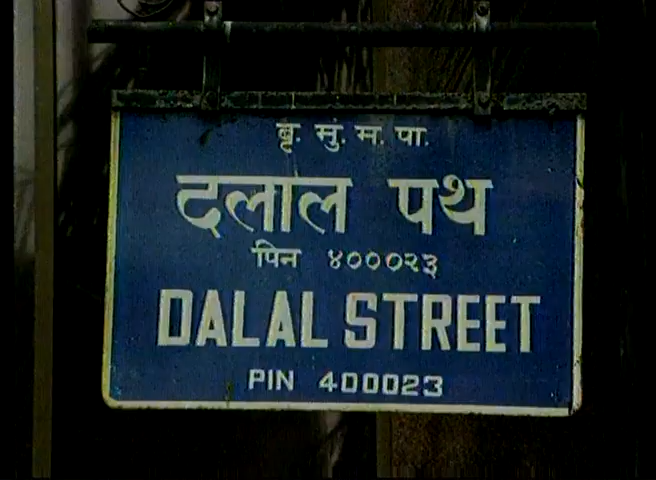 बृ. मुं. म. पा.
दलाल पथ
पिन ४०००२३
DALAL STREET
PIN 400023